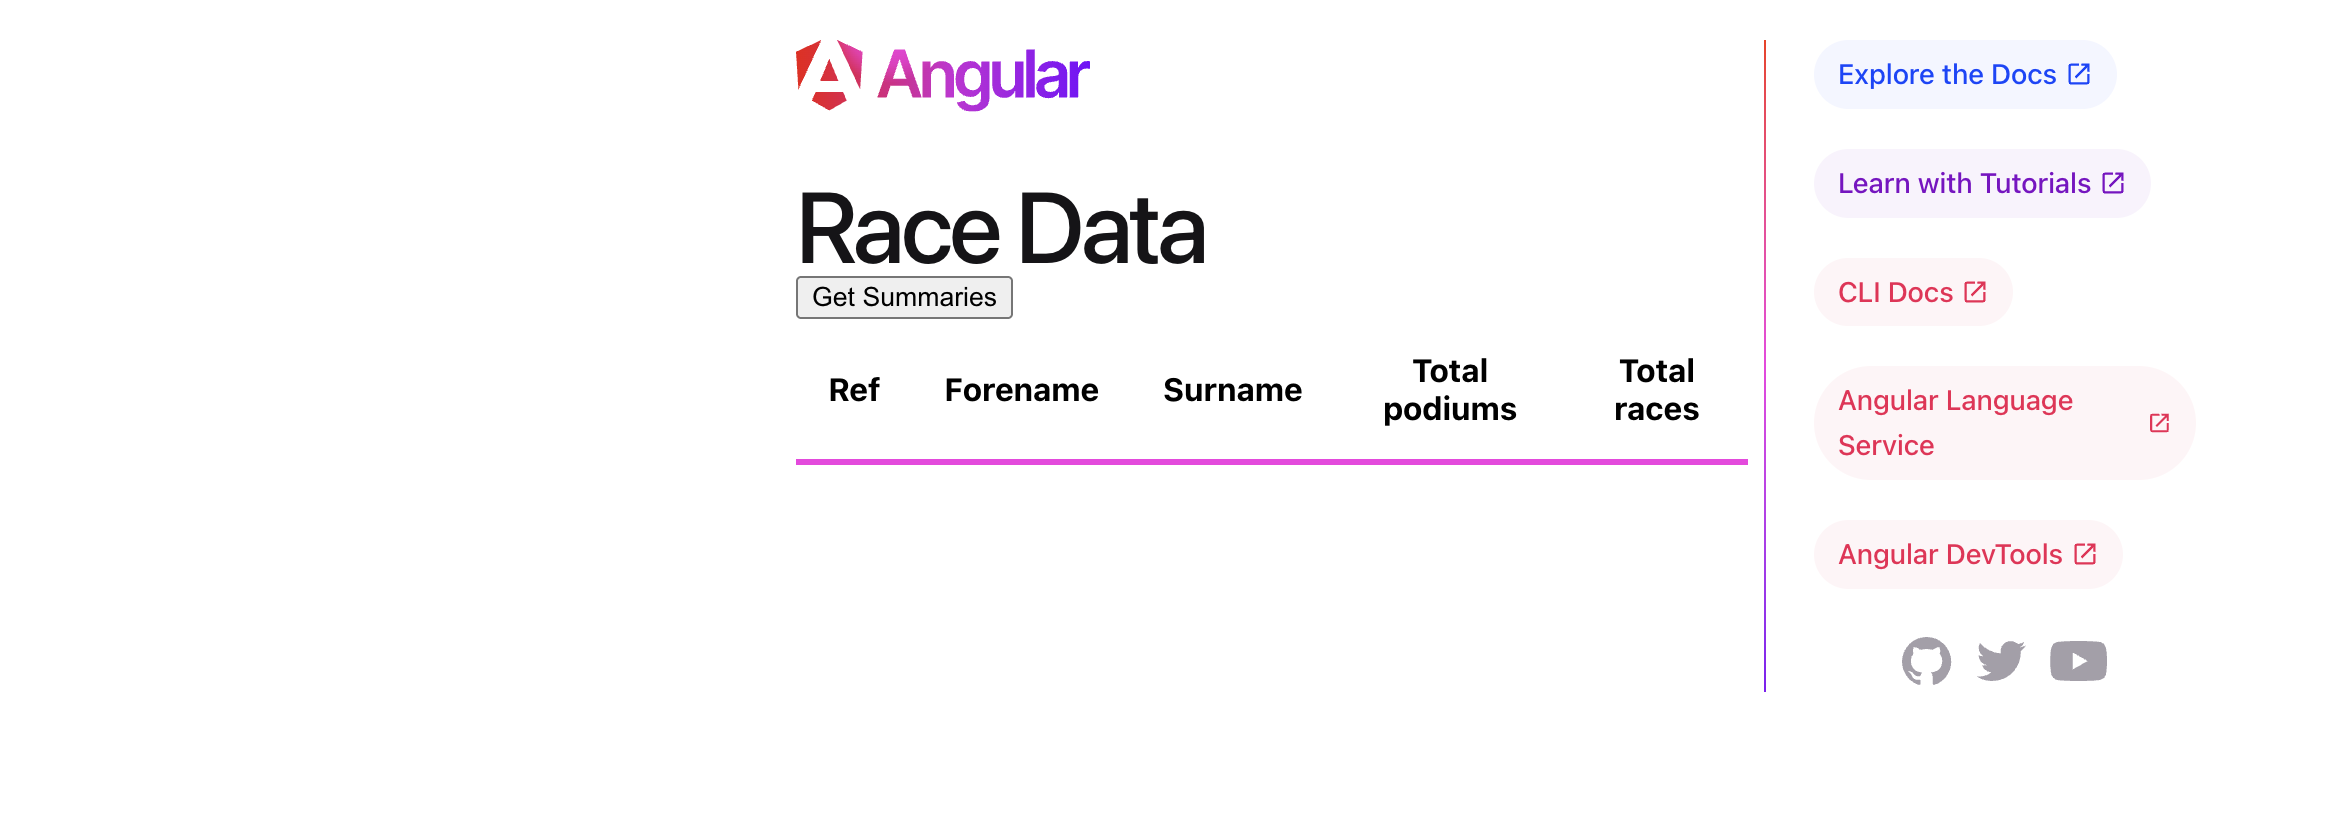 Angular
Race Data
Get Summaries
Ref Forename Surname Total podiums Total races
Explore the Docs
Learn with Tutorials
CLI Docs
Angular Language
Service
Angular DevTools